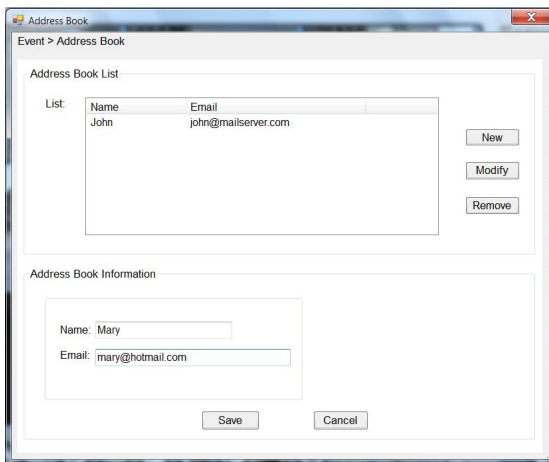 Address Book
Event > Address Book
Address Book List
List:
Name Email
John john@mailserver.com
New
Modify
Remove
Address Book Information
Name: Mary
Email: mary@hotmail.com
Save Cancel